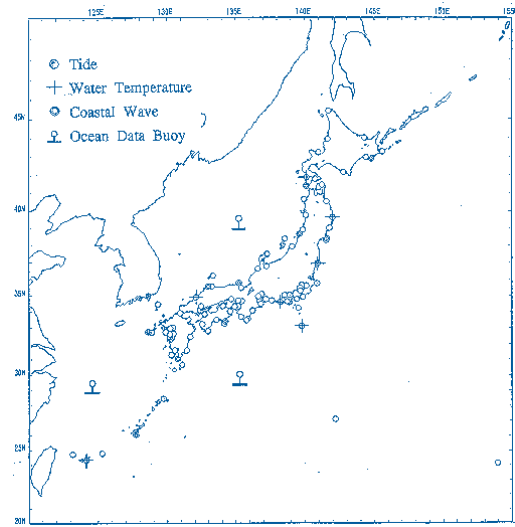 125E 130E 135E 140E 145E 150E 159
Tide
Water Temperature
Coastal Wave
Ocean Data Buoy
45N
40N
35N
30N
25N
20N